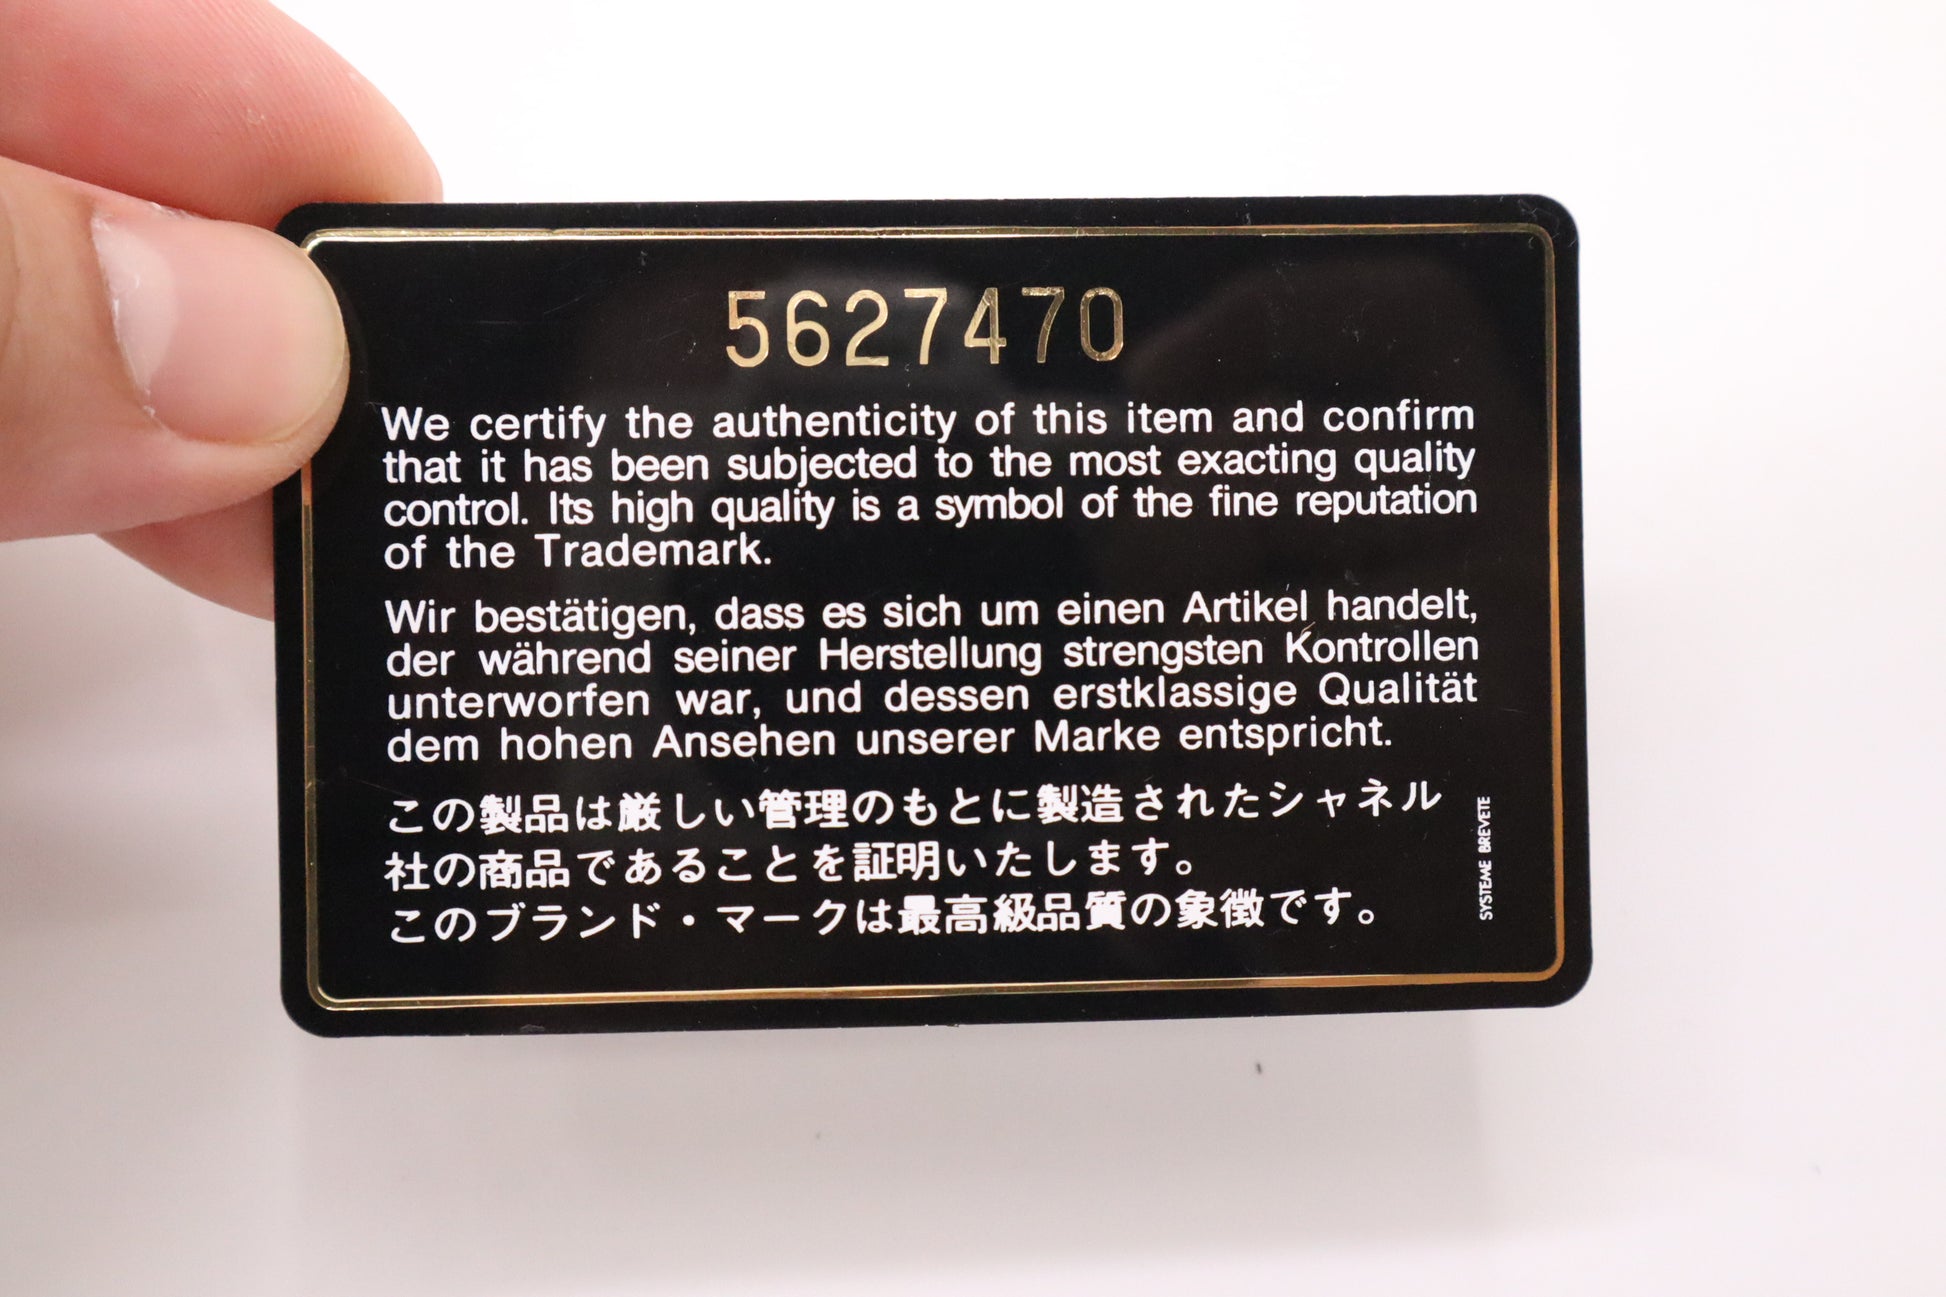 5627470
We certify the authenticity of this item and confirm
that it has been subjected to the most exacting quality
control. Its high quality is a symbol of the fine reputation
of the Trademark.
Wir bestätigen, dass es sich um einen Artikel handelt,
der während seiner Herstellung strengsten Kontrollen
unterworfen war, und dessen erstklassige Qualität
dem hohen Ansehen unserer Marke entspricht.
この製品は厳しい管理のもとに製造されたシャネル
社の商品であることを証明いたします。
このブランド・マークは最高級品質の象徴です。
SYSTEME BREVETE